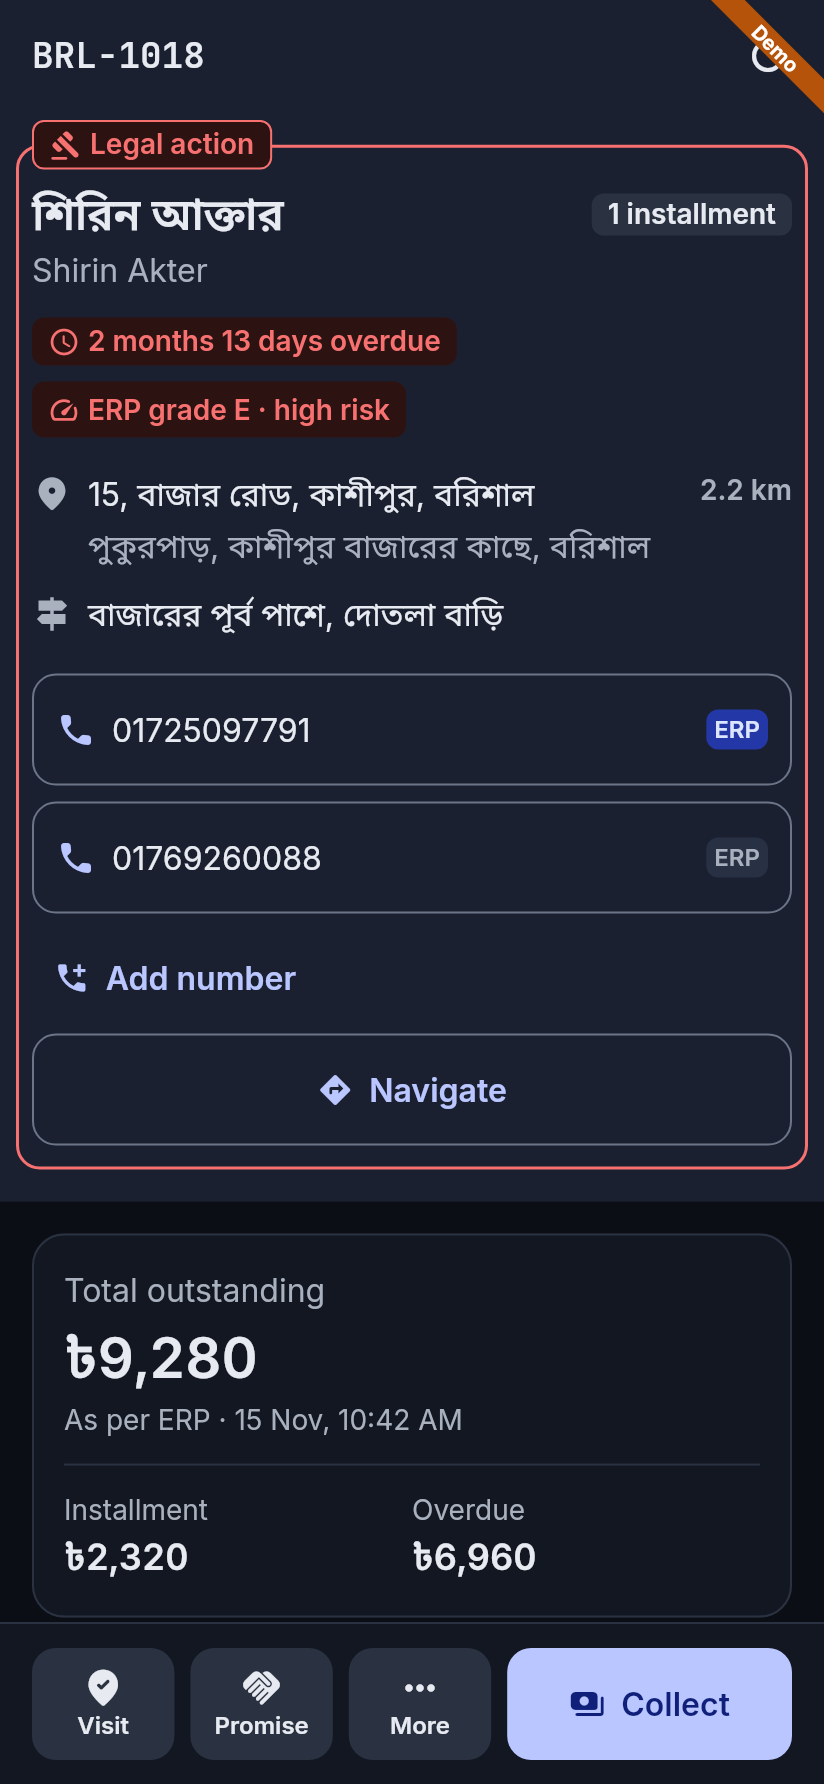 BRL-1018
Demo
Legal action
শিরিন আক্তার
1 installment
Shirin Akter
2 months 13 days overdue
ERP grade E · high risk
15, বাজার রোড, কাশীপুর, বরিশাল
2.2 km
পুকুরপাড়, কাশীপুর বাজারের কাছে, বরিশাল
বাজারের পূর্ব পাশে, দোতলা বাড়ি
01725097791 ERP
01769260088 ERP
Add number
Navigate
Total outstanding
৳9,280
As per ERP · 15 Nov, 10:42 AM
Installment Overdue
৳2,320 ৳6,960
Visit Promise More Collect